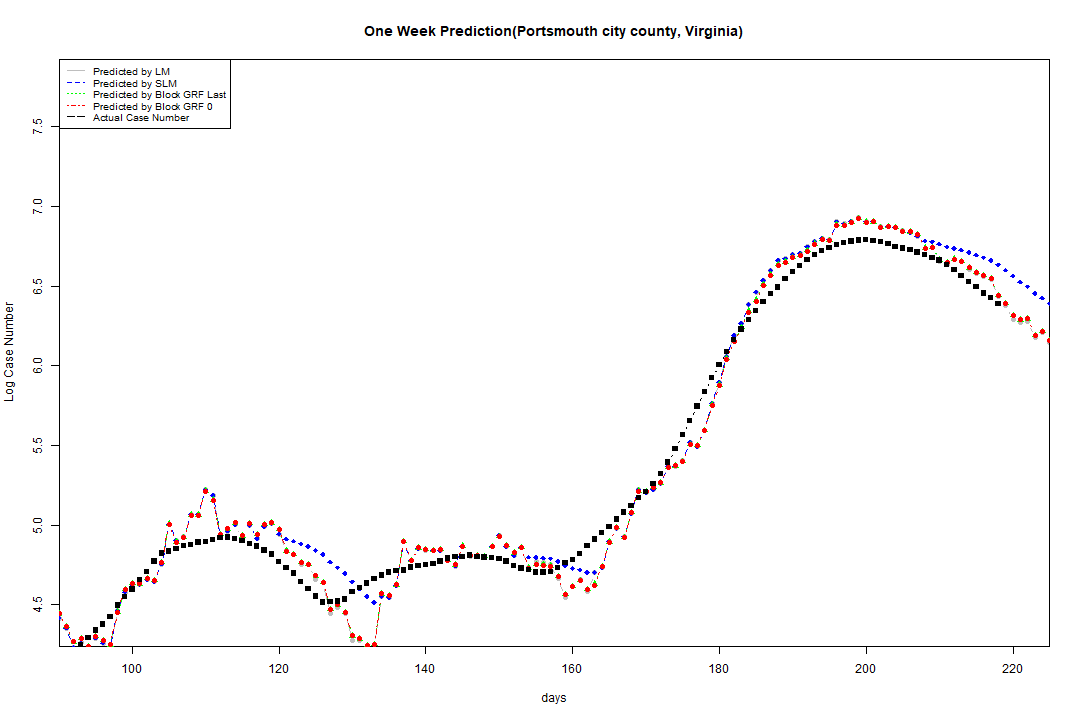 One Week Prediction(Portsmouth city county, Virginia)
Predicted by LM
Predicted by SLM
Predicted by Block GRF Last
Predicted by Block GRF 0
Actual Case Number
7.5
7.0
6.5
6.0
5.5
5.0
4.5
Log Case Number
100 120 140 160 180 200 220
days